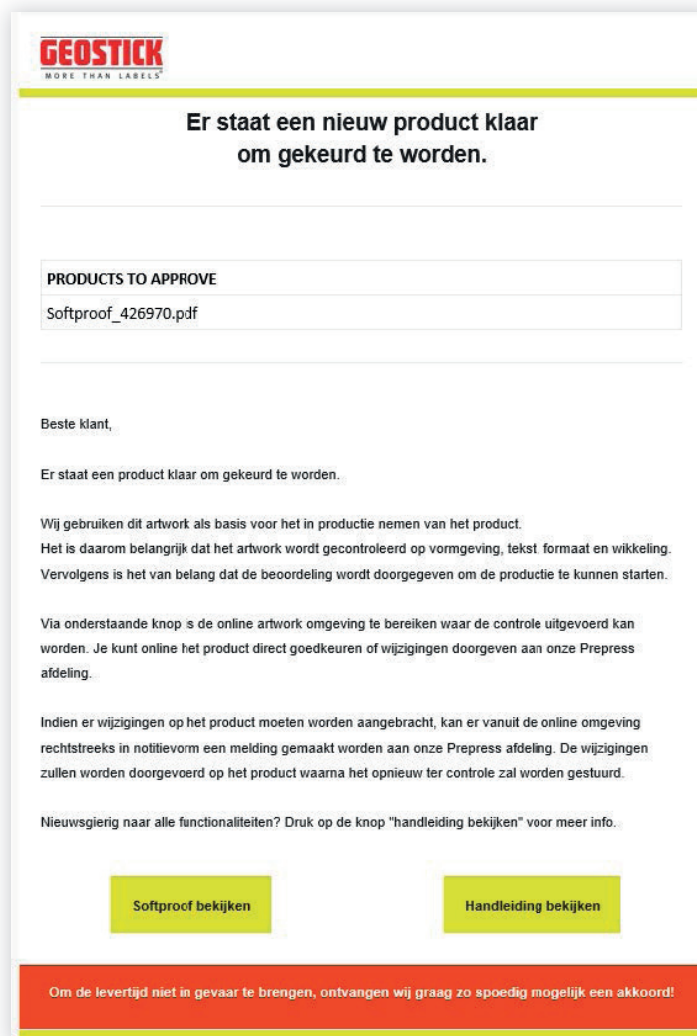 GEOSTICK
MORE THAN LABELS®
Er staat een nieuw product klaar
om gekeurd te worden.
PRODUCTS TO APPROVE
Softproof_426970.pdf
Beste klant,
Er staat een product klaar om gekeurd te worden.
Wij gebruiken dit artwork als basis voor het in productie nemen van het product.
Het is daarom belangrijk dat het artwork wordt gecontroleerd op vormgeving, tekst, formaat en wikkeling.
Vervolgens is het van belang dat de beoordeling wordt doorgegeven om de productie te kunnen starten.
Via onderstaande knop is de online artwork omgeving te bereiken waar de controle uitgevoerd kan
worden. Je kunt online het product direct goedkeuren of wijzigingen doorgeven aan onze Prepress
afdeling.
Indien er wijzigingen op het product moeten worden aangebracht, kan er vanuit de online omgeving
rechtstreeks in notitievorm een melding gemaakt worden aan onze Prepress afdeling. De wijzigingen
zullen worden doorgevoerd op het product waarna het opnieuw ter controle zal worden gestuurd.
Nieuwsgierig naar alle functionaliteiten? Druk op de knop "handleiding bekijken" voor meer info.
Softproof bekijken
Handleiding bekijken
Om de levertijd niet in gevaar te brengen, ontvangen wij graag zo spoedig mogelijk een akkoord!